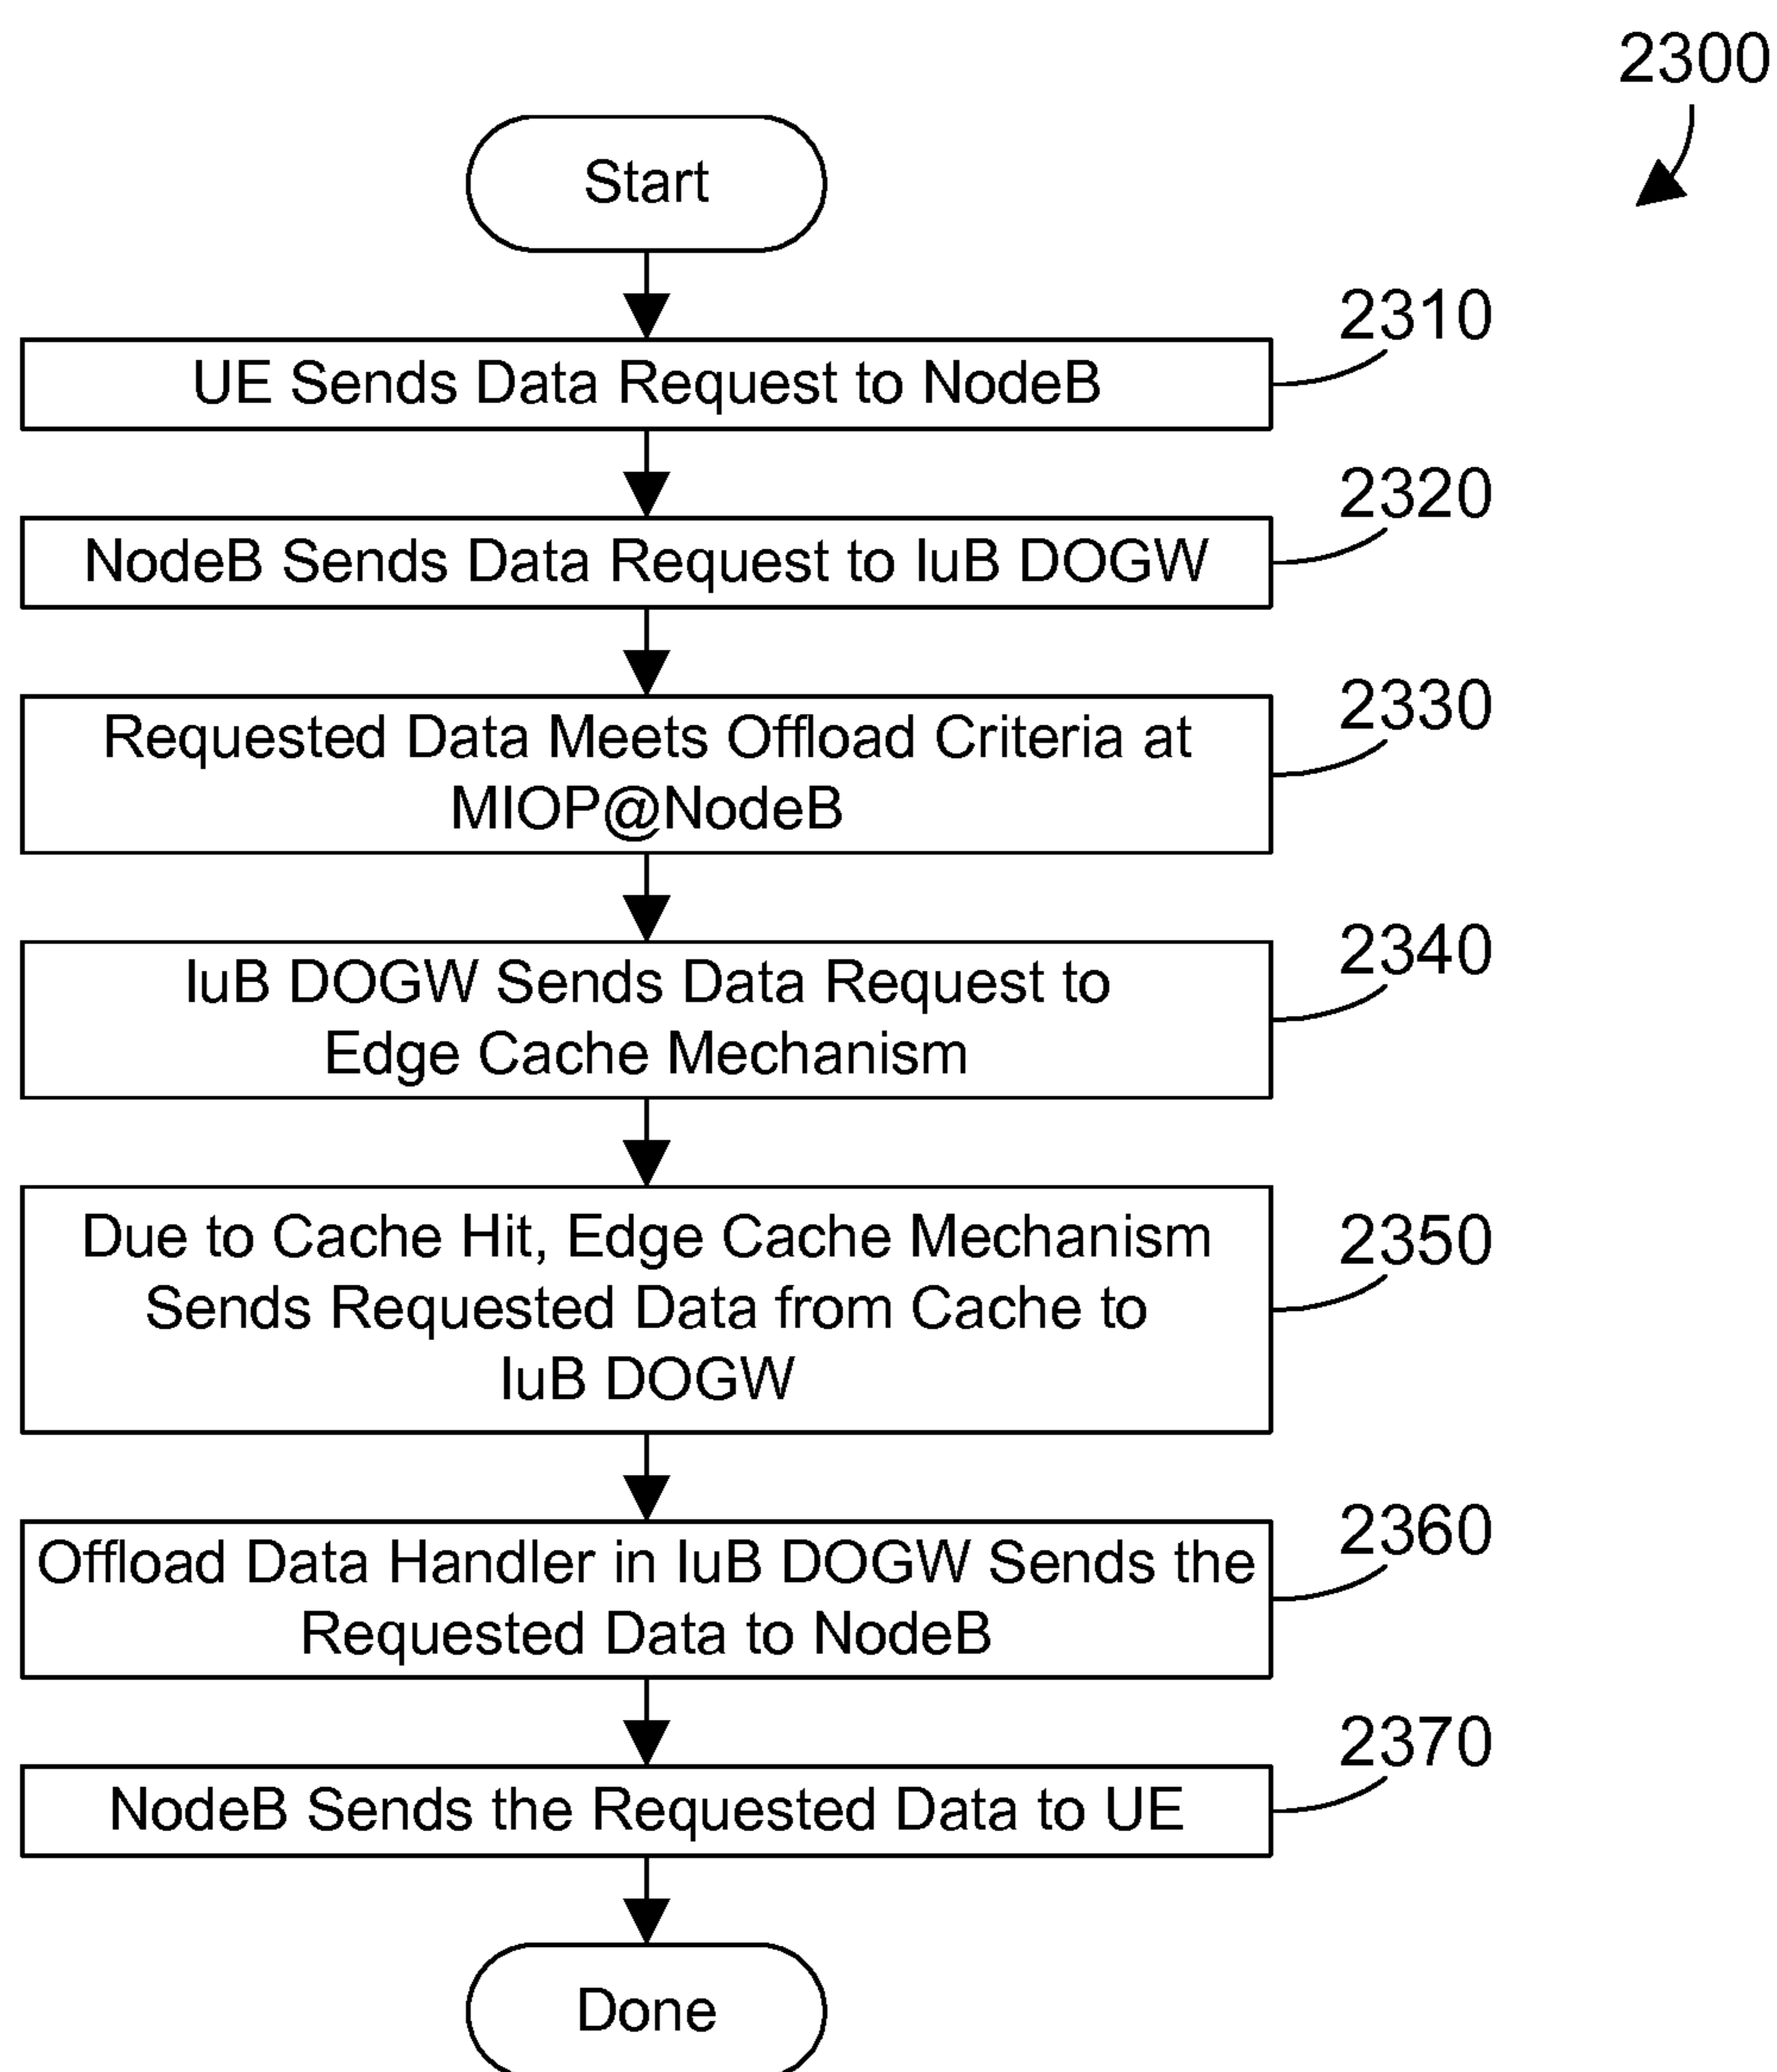 2300
Start
2310
UE Sends Data Request to NodeB
2320
NodeB Sends Data Request to IuB DOGW
2330
Requested Data Meets Offload Criteria at
MIOP@NodeB
2340
IuB DOGW Sends Data Request to
Edge Cache Mechanism
2350
Due to Cache Hit, Edge Cache Mechanism
Sends Requested Data from Cache to
IuB DOGW
2360
Offload Data Handler in IuB DOGW Sends the
Requested Data to NodeB
2370
NodeB Sends the Requested Data to UE
Done